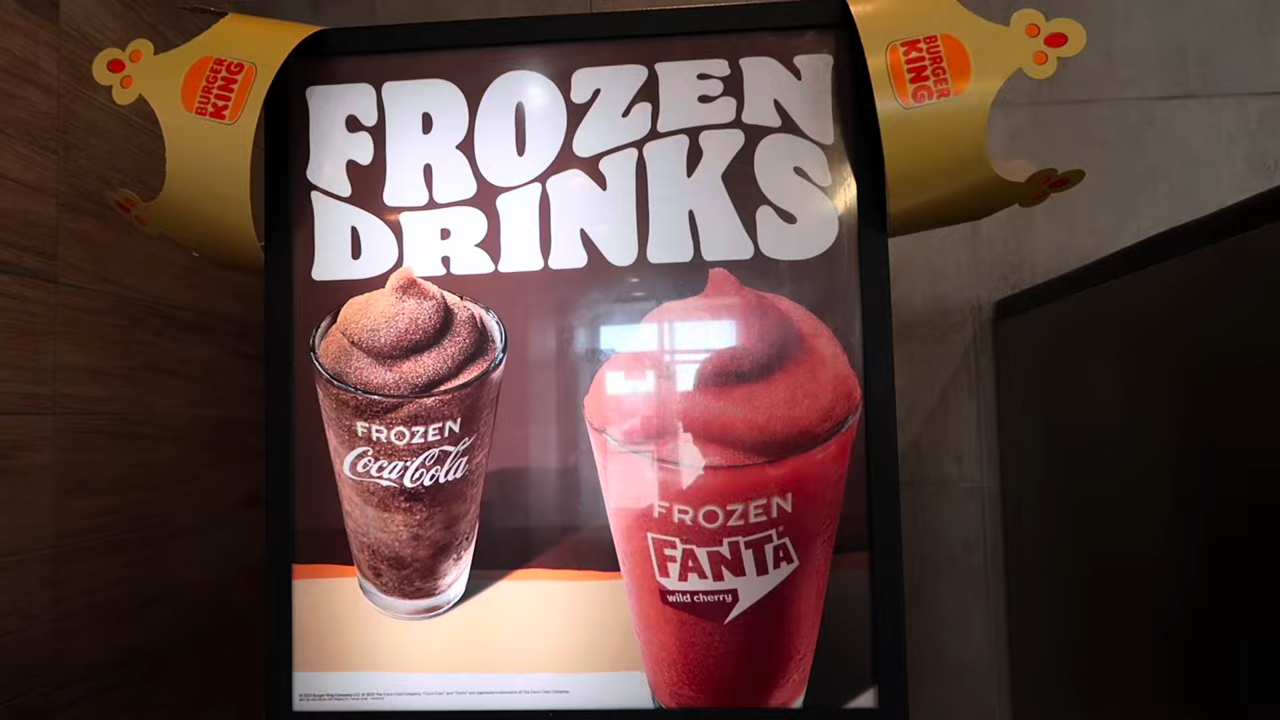 BURGER
KING
BURGER
KING
FROZEN
DRINKS
FROZEN
Coca-Cola
FROZEN
FANTA
wild cherry